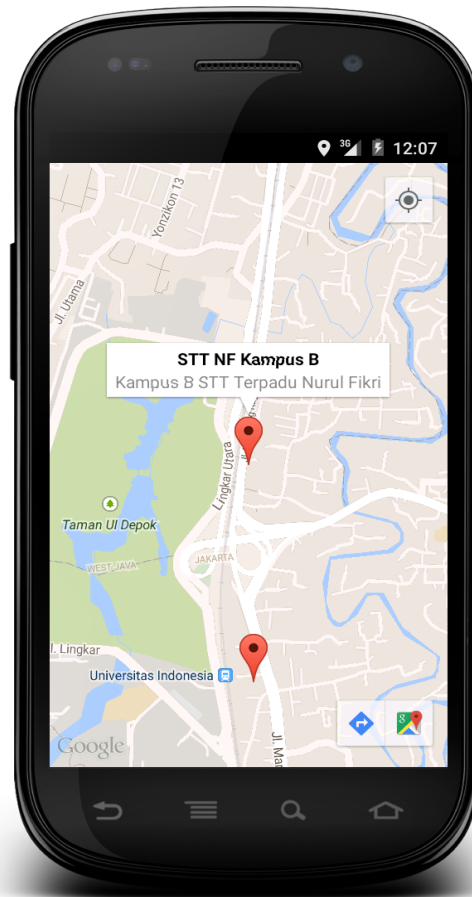 3G 12:07
Yonzikon 13
Jl. Utama
STT NF Kampus B
Kampus B STT Terpadu Nurul Fikri
Lingkar Utara
Taman UI Depok
JAKARTA
WEST JAVA
l. Lingkar
Universitas Indonesia
Google
Jl. Mar
8